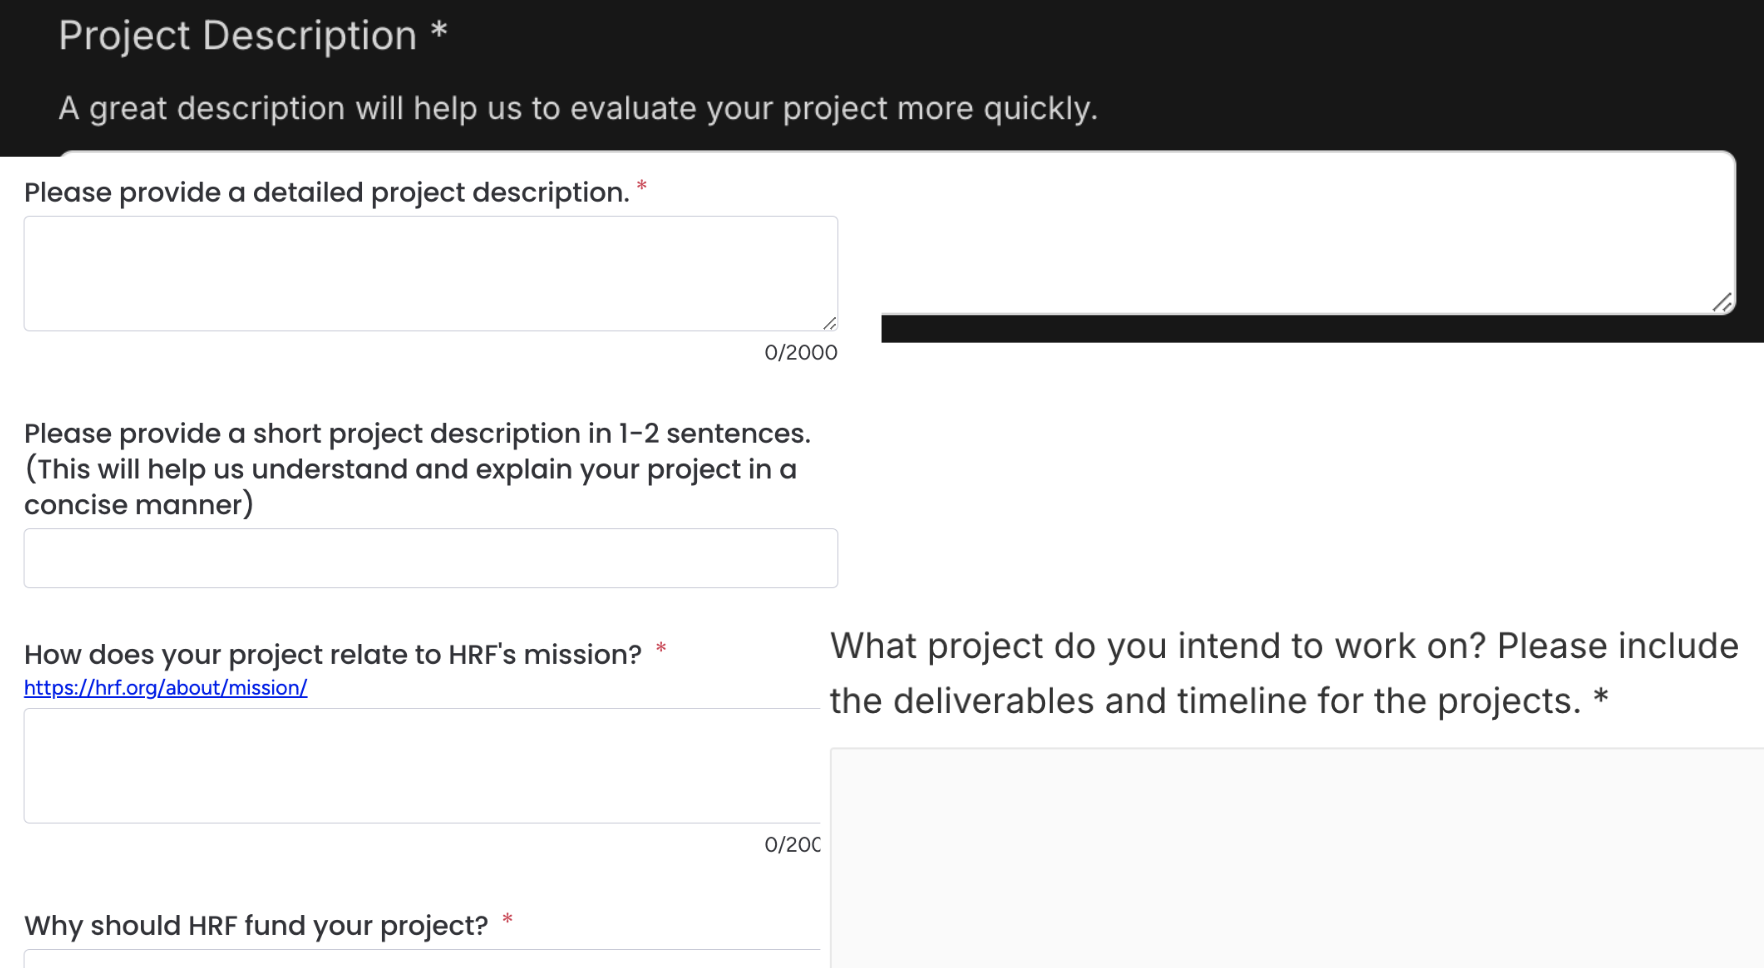 Project Description *
A great description will help us to evaluate your project more quickly.
Please provide a detailed project description. *
0/2000
Please provide a short project description in 1-2 sentences.
(This will help us understand and explain your project in a
concise manner)
How does your project relate to HRF's mission? *
https://hrf.org/about/mission/
0/200
Why should HRF fund your project? *
What project do you intend to work on? Please include
the deliverables and timeline for the projects. *